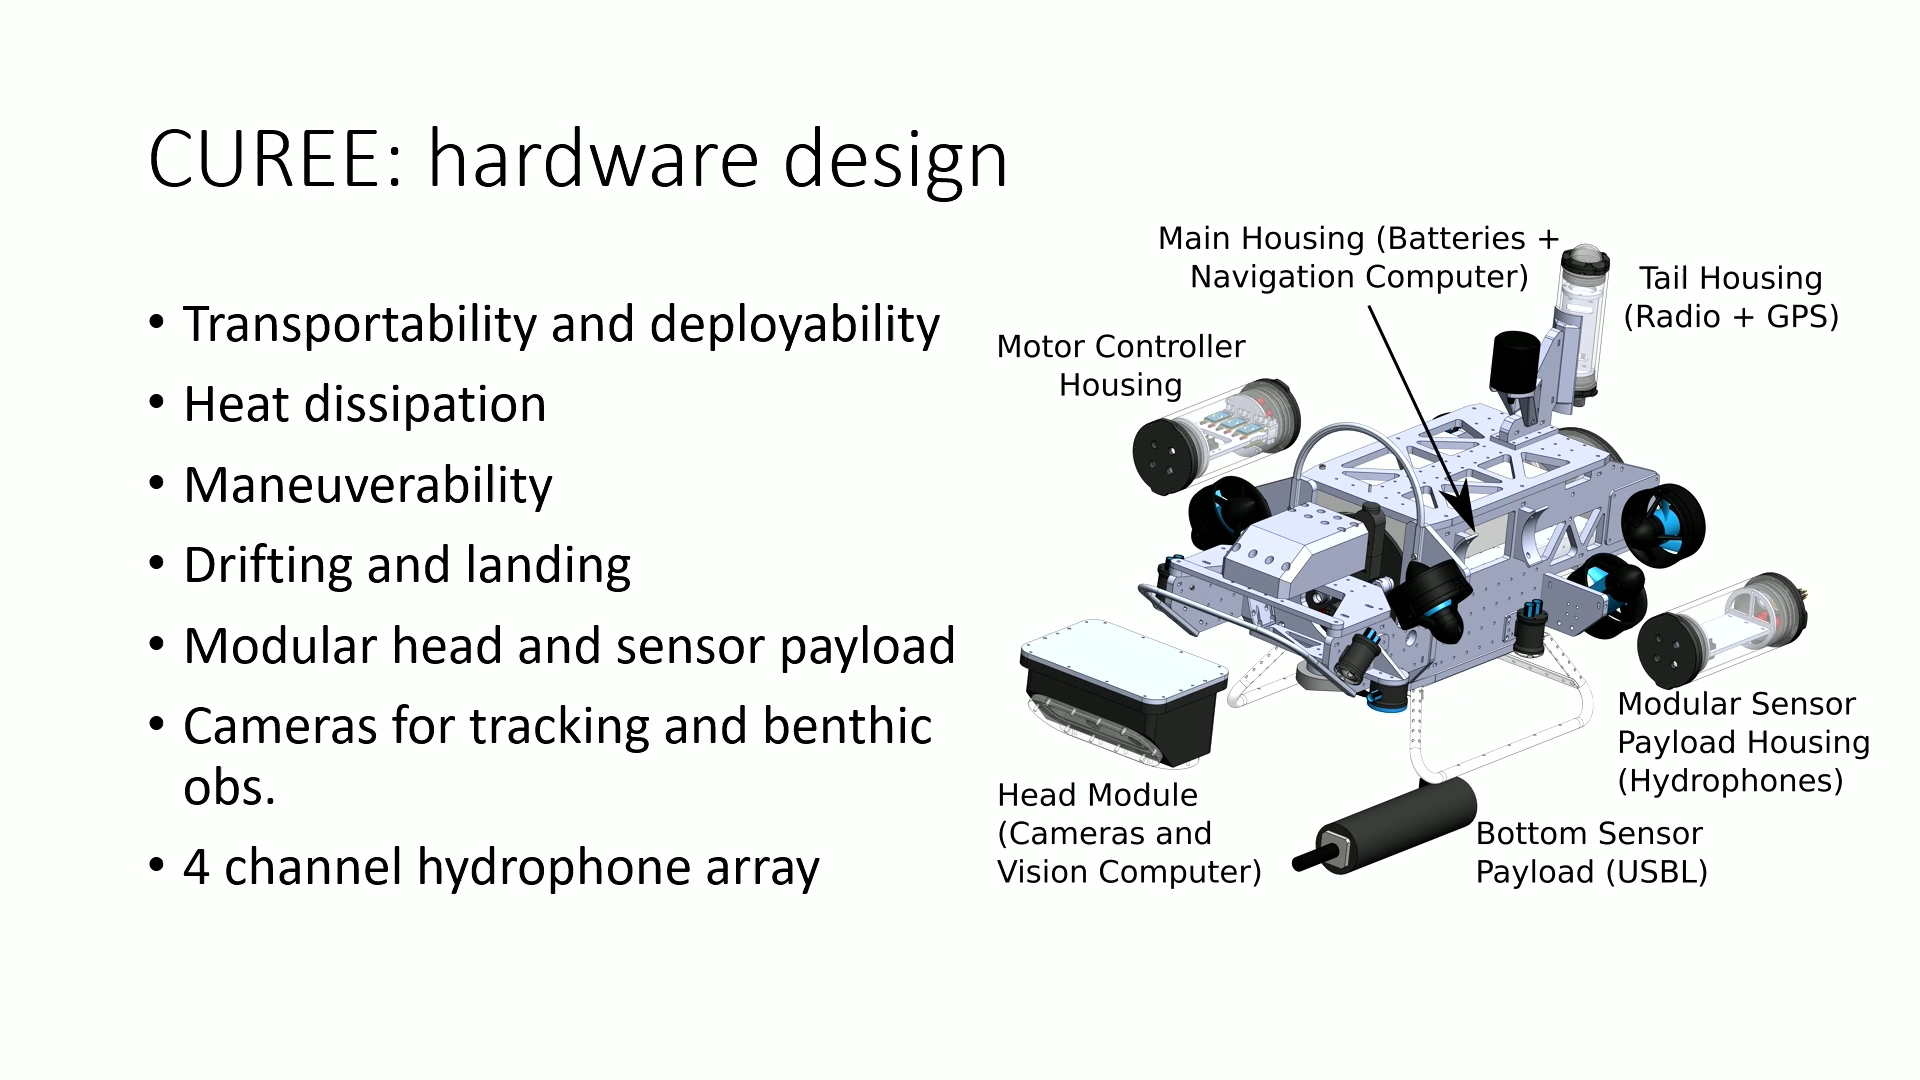 CUREE: hardware design
• Transportability and deployability
• Heat dissipation
• Maneuverability
• Drifting and landing
• Modular head and sensor payload
• Cameras for tracking and benthic
obs.
• 4 channel hydrophone array
Main Housing (Batteries +
Navigation Computer)
Tail Housing
(Radio + GPS)
Motor Controller
Housing
Modular Sensor
Payload Housing
(Hydrophones)
Head Module
(Cameras and
Vision Computer)
Bottom Sensor
Payload (USBL)